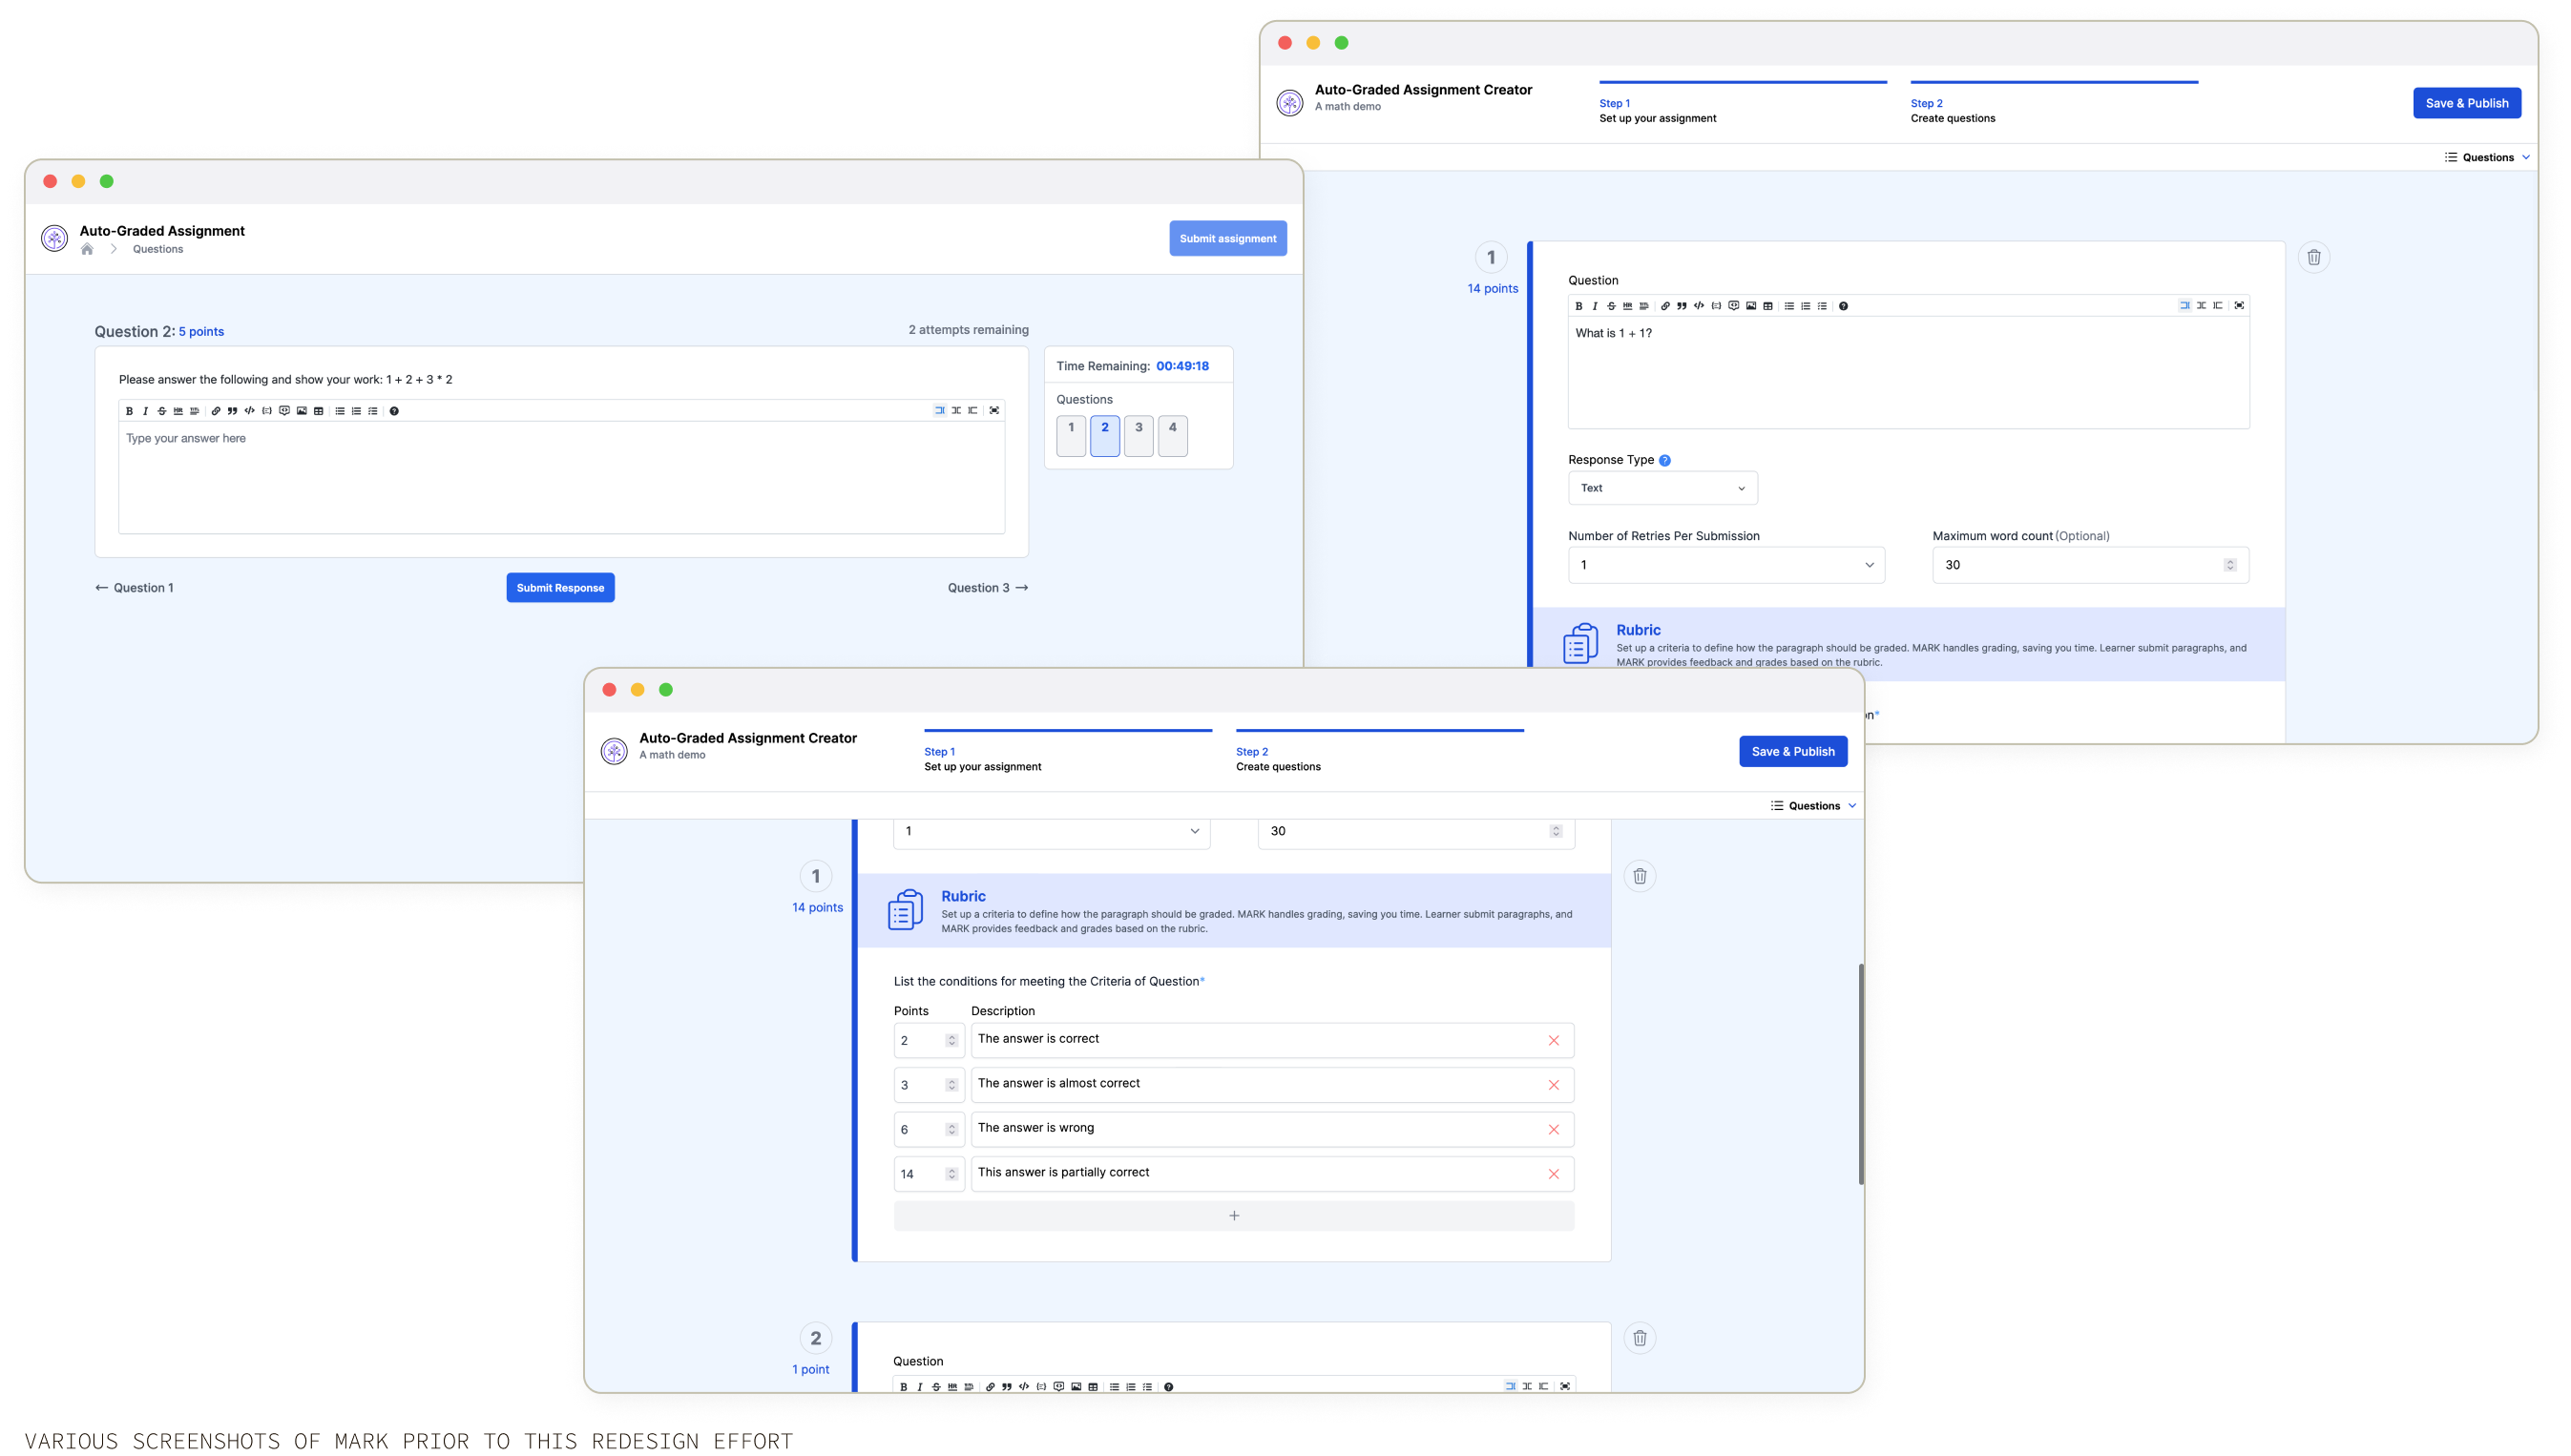 Auto-Graded Assignment
Questions
Submit assignment
Question 2: 5 points
2 attempts remaining
Please answer the following and show your work: 1 + 2 + 3 * 2
B I S
Type your answer here
Time Remaining: 00:49:18
Questions
1 2 3 4
← Question 1
Submit Response
Question 3 →
Auto-Graded Assignment Creator
A math demo
Step 1
Set up your assignment
Step 2
Create questions
Save & Publish
Questions
1
14 points
Question
B I S
What is 1 + 1?
Response Type ?
Text
Number of Retries Per Submission
1
Maximum word count (Optional)
30
Rubric
Set up a criteria to define how the paragraph should be graded. MARK handles grading, saving you time. Learner submit paragraphs, and
MARK provides feedback and grades based on the rubric.
n*
Auto-Graded Assignment Creator
A math demo
Step 1
Set up your assignment
Step 2
Create questions
Save & Publish
Questions
1
30
1
14 points
Rubric
Set up a criteria to define how the paragraph should be graded. MARK handles grading, saving you time. Learner submit paragraphs, and
MARK provides feedback and grades based on the rubric.
List the conditions for meeting the Criteria of Question*
Points Description
2 The answer is correct
3 The answer is almost correct
6 The answer is wrong
14 This answer is partially correct
+
2
1 point
Question
B I S
VARIOUS SCREENSHOTS OF MARK PRIOR TO THIS REDESIGN EFFORT